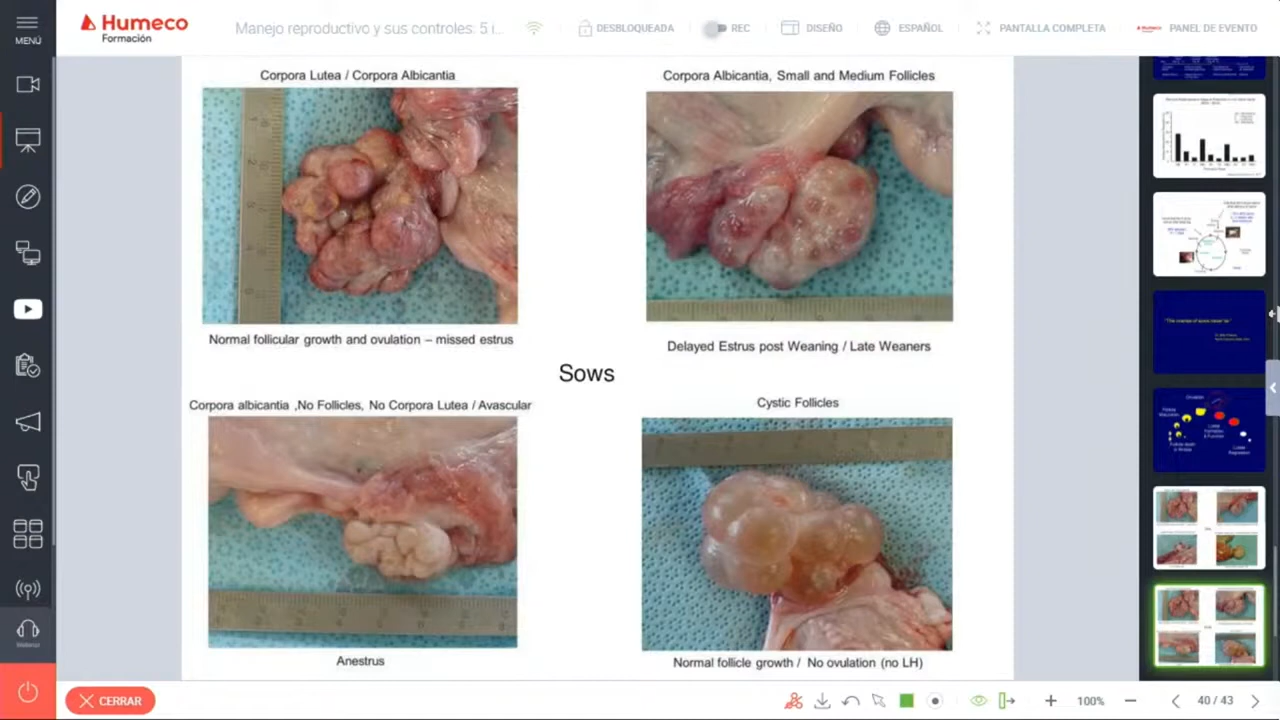 MENÚ
Humeco
Formación
Manejo reproductivo y sus controles: 5 i...
DESBLOQUEADA
REC
DISEÑO
ESPAÑOL
PANTALLA COMPLETA
PANEL DE EVENTO
Corpora Lutea / Corpora Albicantia
Corpora Albicantia, Small and Medium Follicles
Normal follicular growth and ovulation – missed estrus
Delayed Estrus post Weaning / Late Weaners
Sows
Corpora albicantia ,No Follicles, No Corpora Lutea / Avascular
Cystic Follicles
Anestrus
Normal follicle growth / No ovulation (no LH)
CERRAR
100%
40 / 43